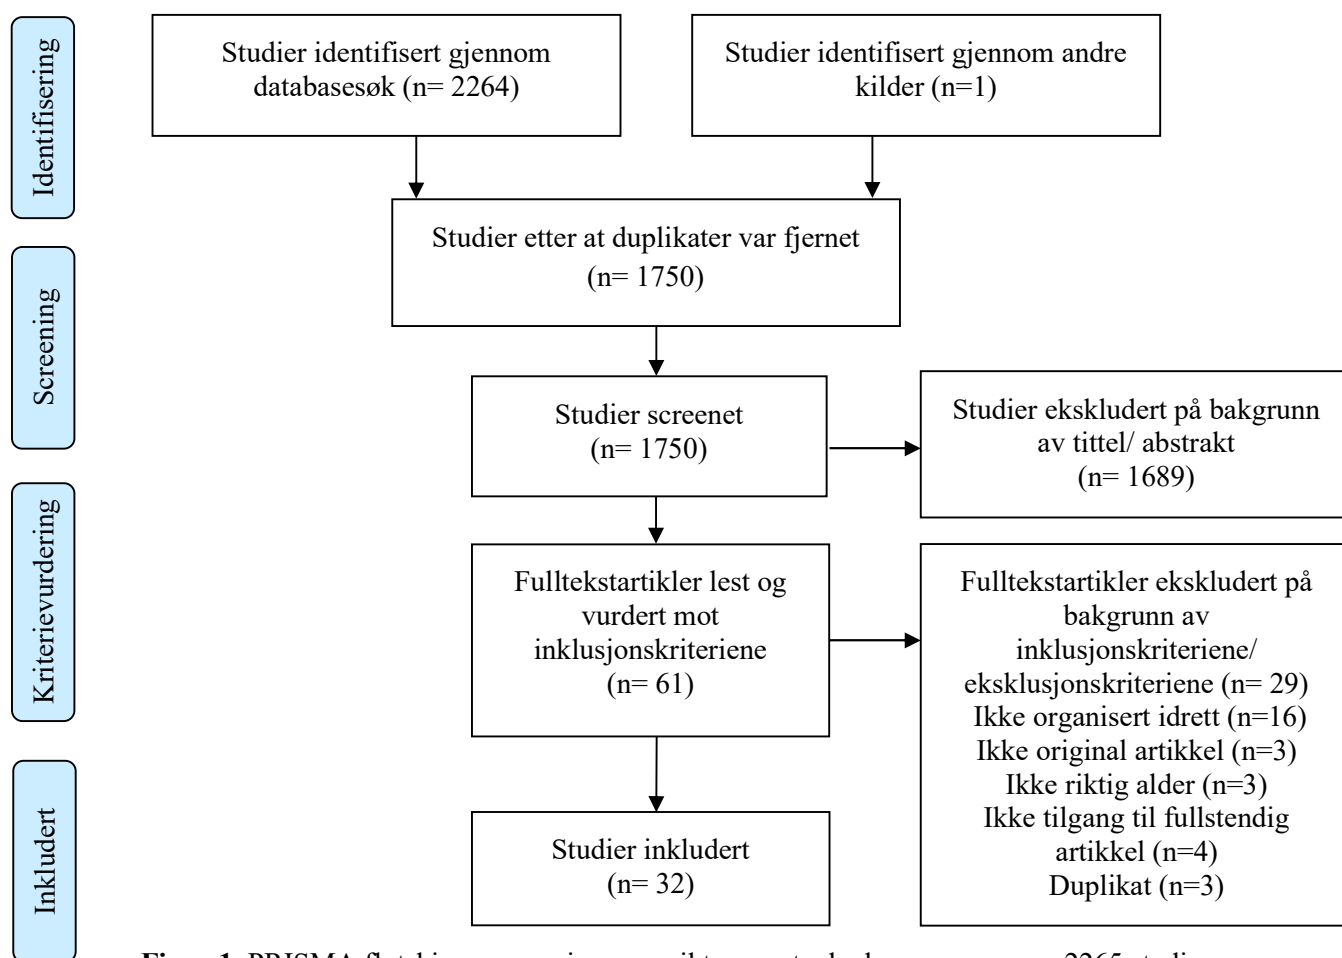 Identifisering
Studier identifisert gjennom
databasesøk (n= 2264)
Studier identifisert gjennom andre
kilder (n=1)
Studier etter at duplikater var fjernet
(n= 1750)
Screening
Studier screenet
(n= 1750)
Studier ekskludert på bakgrunn
av tittel/ abstrakt
(n= 1689)
Kriterievurdering
Fulltekstartikler lest og
vurdert mot
inklusjonskriteriene
(n= 61)
Fulltekstartikler ekskludert på
bakgrunn av
inklusjonskriteriene/
eksklusjonskriteriene (n= 29)
Ikke organisert idrett (n=16)
Ikke original artikkel (n=3)
Ikke riktig alder (n=3)
Ikke tilgang til fullstendig
artikkel (n=4)
Duplikat (n=3)
Inkludert
Studier inkludert
(n= 32)
PRISMA 2265